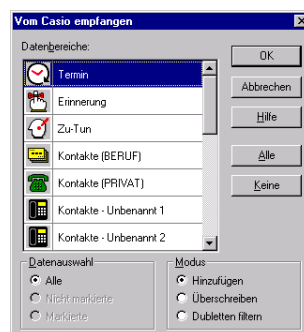 Vom Casio empfangen
Datenbereiche:
Termin
Erinnerung
Zu-Tun
Kontakte (BERUF)
Kontakte (PRIVAT)
Kontakte - Unbenannt 1
Kontakte - Unbenannt 2
OK
Abbrechen
Hilfe
Alle
Keine
Datenauswahl
Alle
Nicht markierte
Markierte
Modus
Hinzufügen
Überschreiben
Dubletten filtern